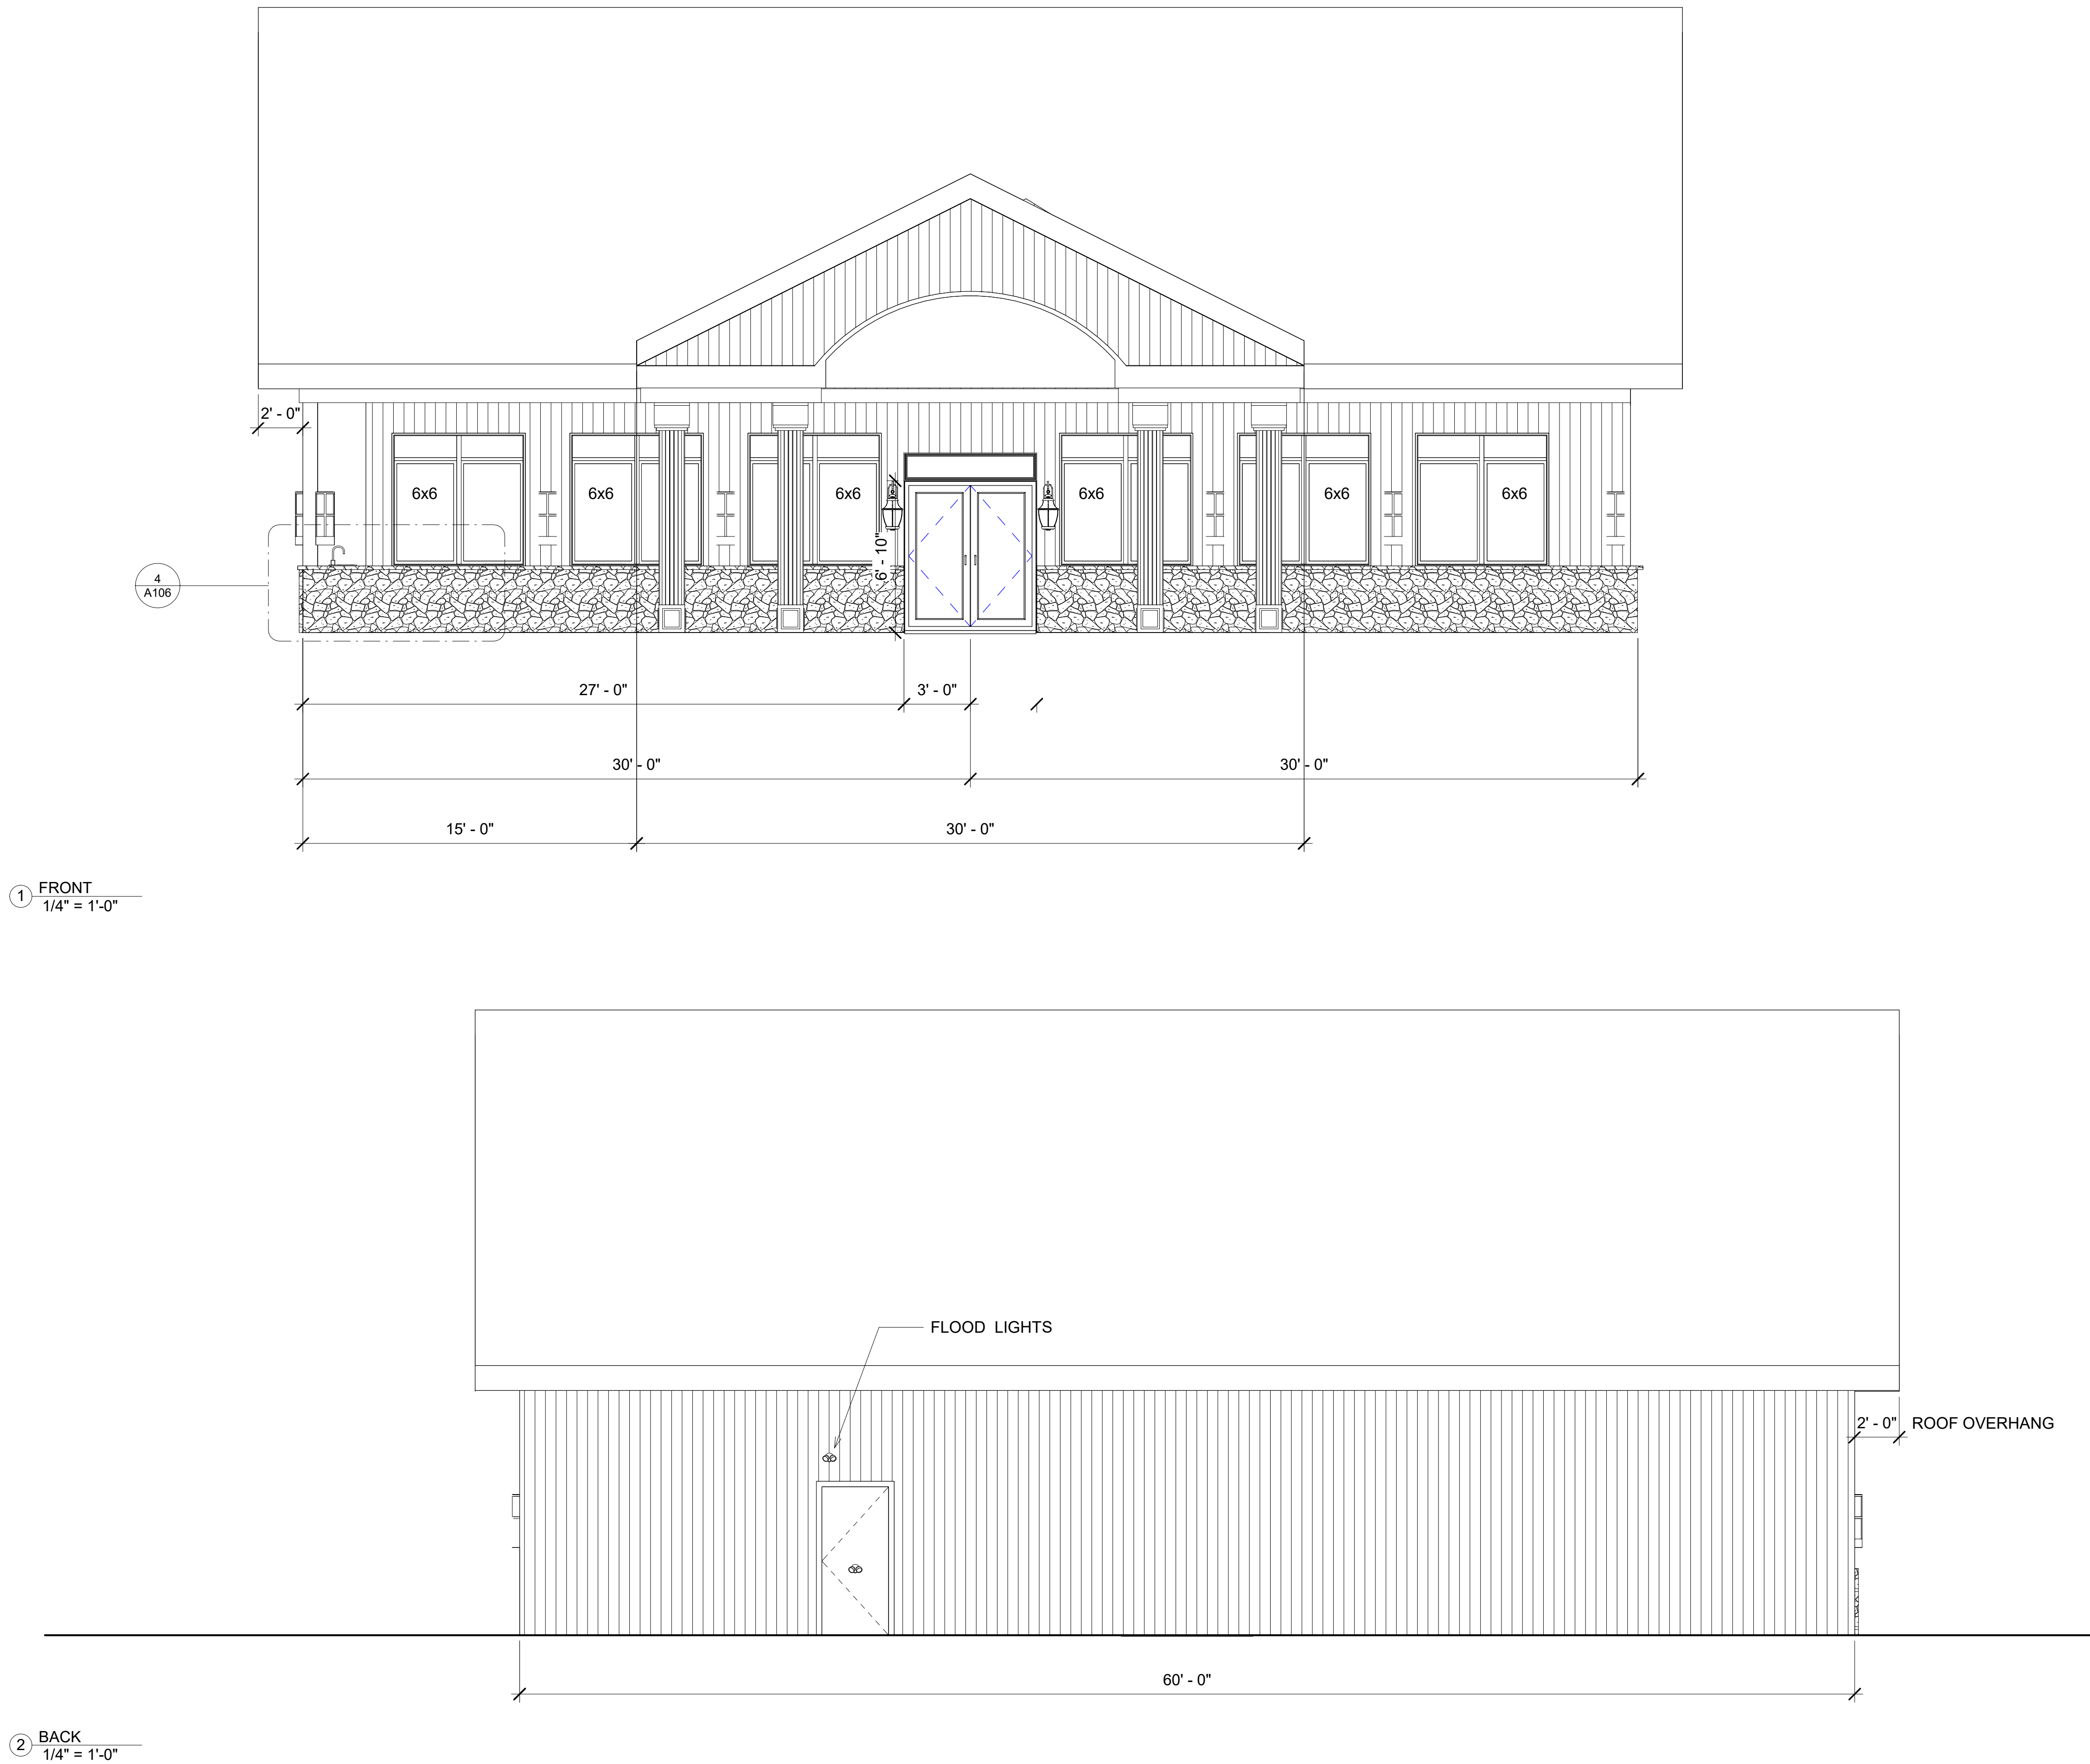 2' - 0"
6x6
6x6
6x6
6x6
6x6
6x6
6' - 10"
4
A106
27' - 0"
3' - 0"
30' - 0"
30' - 0"
15' - 0"
30' - 0"
1
FRONT
1/4" = 1'-0"
FLOOD LIGHTS
2' - 0" ROOF OVERHANG
60' - 0"
2
BACK
1/4" = 1'-0"